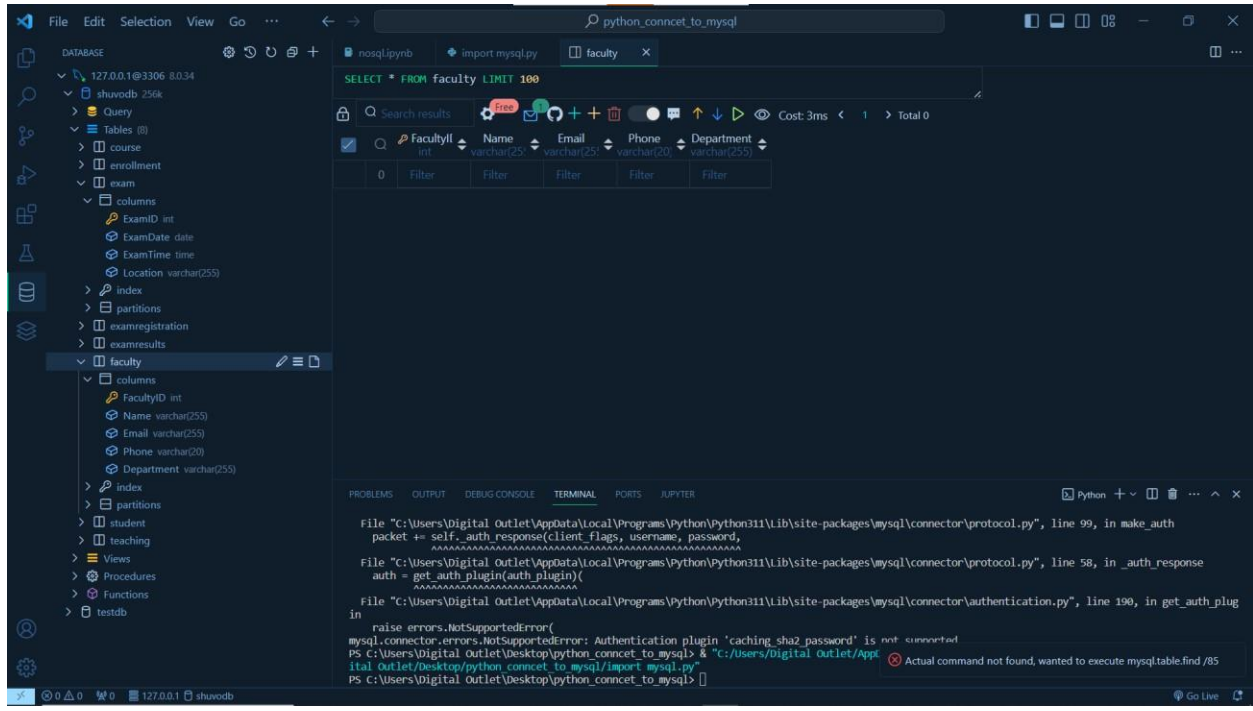 File Edit Selection View Go ··· python_conncet_to_mysql
DATABASE
127.0.0.1@3306 8.0.34
shuvodb 256k
Query
Tables (8)
course
enrollment
exam
columns
ExamID int
ExamDate date
ExamTime time
Location varchar(255)
index
partitions
examregistration
examresults
faculty
columns
FacultyID int
Name varchar(255)
Email varchar(255)
Phone varchar(20)
Department varchar(255)
index
partitions
student
teaching
Views
Procedures
Functions
testdb
nosql.ipynb import mysql.py faculty
SELECT * FROM faculty LIMIT 100
Search results Free 1 Cost: 3ms 1 Total 0
FacultyI Name Email Phone Department
int varchar(25 varchar(25 varchar(20) varchar(255)
0 Filter Filter Filter Filter Filter
PROBLEMS OUTPUT DEBUG CONSOLE TERMINAL PORTS JUPYTER Python
File "C:\Users\Digital Outlet\AppData\Local\Programs\Python\Python311\Lib\site-packages\mysql\connector\protocol.py", line 99, in make_auth
packet += self._auth_response(client_flags, username, password,
^^^^^^^^^^^^^^^^^^^^^^^^^^^^^^^^^^^^^^^^^^^^^^^^^^^^^
File "C:\Users\Digital Outlet\AppData\Local\Programs\Python\Python311\Lib\site-packages\mysql\connector\protocol.py", line 58, in _auth_response
auth = get_auth_plugin(auth_plugin)(
^^^^^^^^^^^^^^^^^^^^^^^^^^^^
File "C:\Users\Digital Outlet\AppData\Local\Programs\Python\Python311\Lib\site-packages\mysql\connector\authentication.py", line 190, in get_auth_plug
in
raise errors.NotSupportedError(
mysql.connector.errors.NotSupportedError: Authentication plugin 'caching_sha2_password' is not supported
PS C:\Users\Digital Outlet\Desktop\python_conncet_to_mysql> & "C:/Users/Digital Outlet/App
ital Outlet/Desktop/python_conncet_to_mysql/import mysql.py"
PS C:\Users\Digital Outlet\Desktop\python_conncet_to_mysql>
Actual command not found, wanted to execute mysql.table.find /85
0 0 0 127.0.0.1 shuvodb Go Live